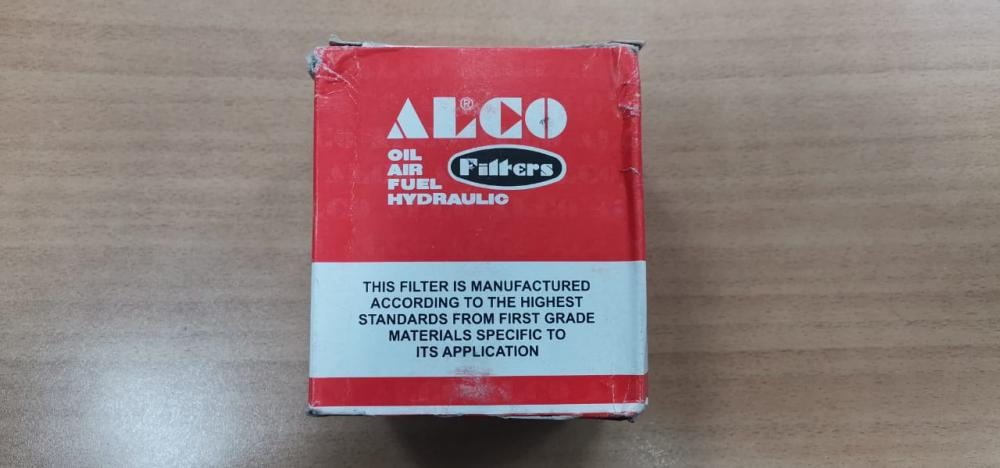 ALCO®
OIL
AIR
FUEL
HYDRAULIC
Filters
THIS FILTER IS MANUFACTURED
ACCORDING TO THE HIGHEST
STANDARDS FROM FIRST GRADE
MATERIALS SPECIFIC TO
ITS APPLICATION